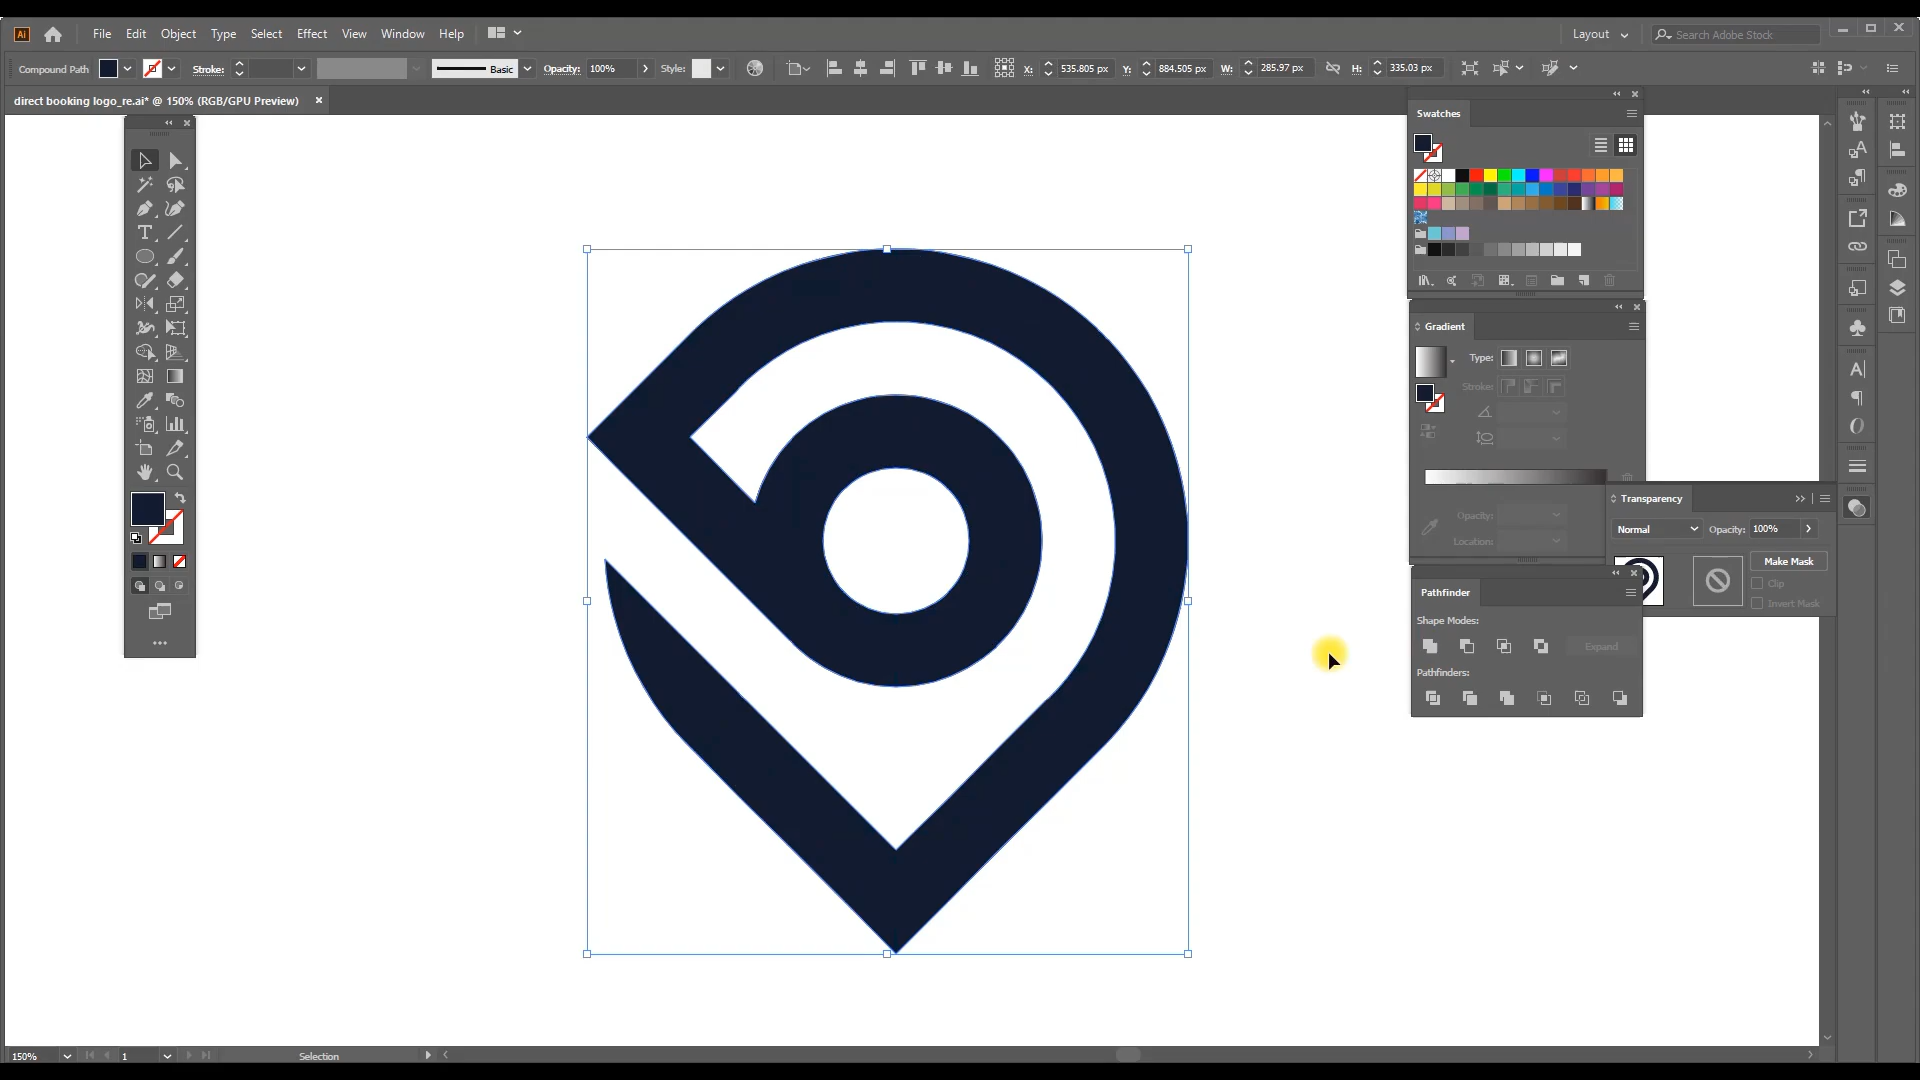 Ai
File Edit Object Type Select Effect View Window Help
Layout
Search Adobe Stock
Compound Path
Stroke:
Basic
Opacity: 100%
Style:
X: 535.805 px
Y: 884.505 px
W: 285.97 px
H: 335.03 px
direct booking logo_re.ai* @ 150% (RGB/GPU Preview)
Swatches
Gradient
Type:
Stroke:
Opacity:
Location:
Transparency
Normal
Opacity: 100%
Make Mask
Clip
Invert Mask
Pathfinder
Shape Modes:
Expand
Pathfinders:
150%
1
Selection